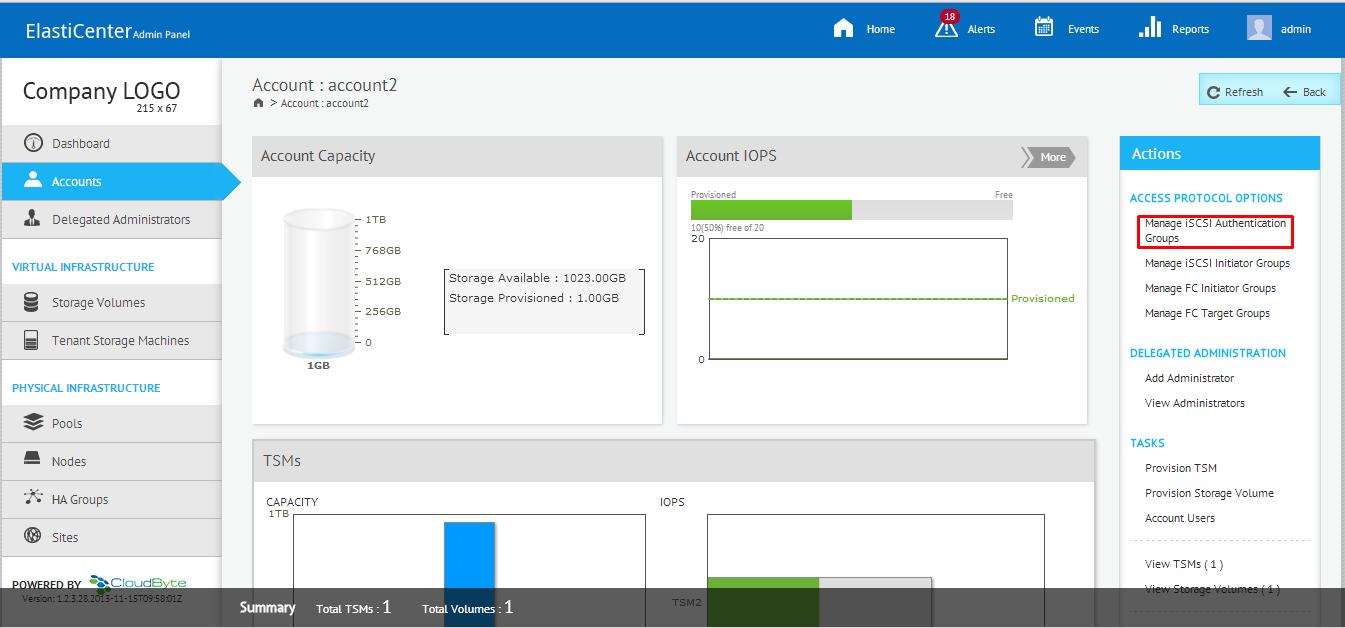 ElastiCenter Admin Panel
Home
18
Alerts
Events
Reports
admin
Company LOGO
215 x 67
Dashboard
Accounts
Delegated Administrators
VIRTUAL INFRASTRUCTURE
Storage Volumes
Tenant Storage Machines
PHYSICAL INFRASTRUCTURE
Pools
Nodes
HA Groups
Sites
POWERED BY CloudByte
Version: 1.2.3.28.2013-11-15T09:58:01Z
Account : account2
> Account : account2
Refresh
Back
Account Capacity
1TB
768GB
512GB
256GB
0
1GB
Storage Available : 1023.00GB
Storage Provisioned : 1.00GB
Account IOPS
More
Provisioned
Free
10(50%) free of 20
20
Provisioned
0
TSMs
CAPACITY
1TB
IOPS
TSM2
Actions
ACCESS PROTOCOL OPTIONS
Manage iSCSI Authentication
Groups
Manage iSCSI Initiator Groups
Manage FC Initiator Groups
Manage FC Target Groups
DELEGATED ADMINISTRATION
Add Administrator
View Administrators
TASKS
Provision TSM
Provision Storage Volume
Account Users
View TSMs ( 1 )
View Storage Volumes ( 1 )
Summary
Total TSMs : 1
Total Volumes : 1